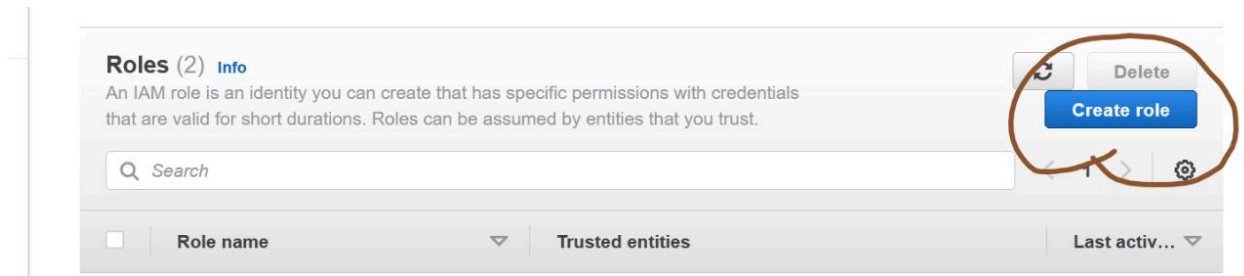 Roles (2) Info
Delete
An IAM role is an identity you can create that has specific permissions with credentials
that are valid for short durations. Roles can be assumed by entities that you trust.
Create role
Search
1
Role name
Trusted entities
Last activ...